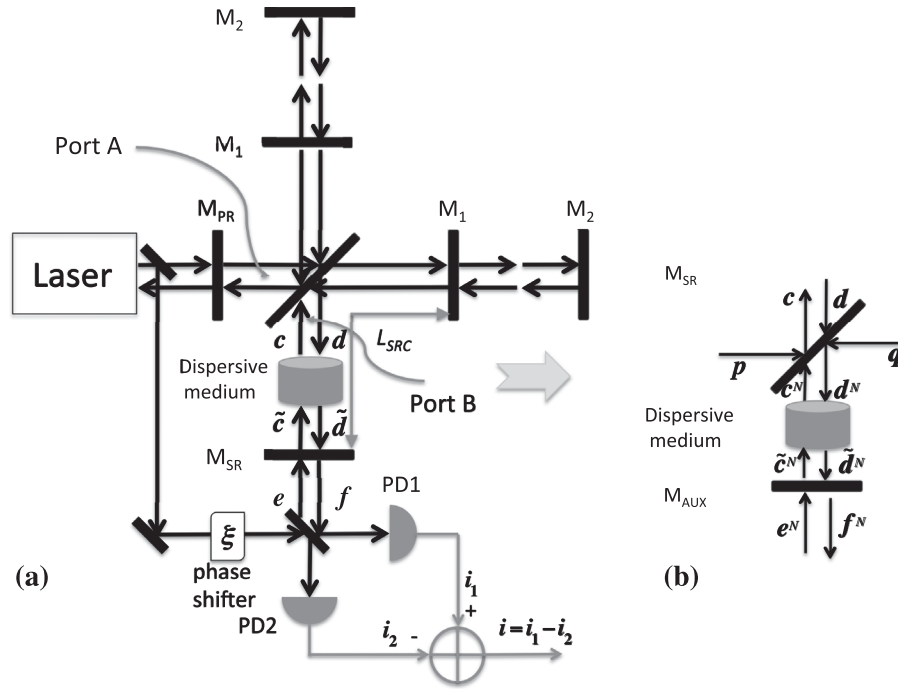 M2
Port A
M1
MPR
M1
M2
Laser
c
d
LSRC
Dispersive
medium
Port B
c̃
d̃
MSR
e
f
PD1
ξ
phase
shifter
(a)
PD2
i1
+
i2
-
i=i1−i2
MSR
c
d
p
q
cN
dN
Dispersive
medium
c̃N
d̃N
MAUX
eN
fN
(b)